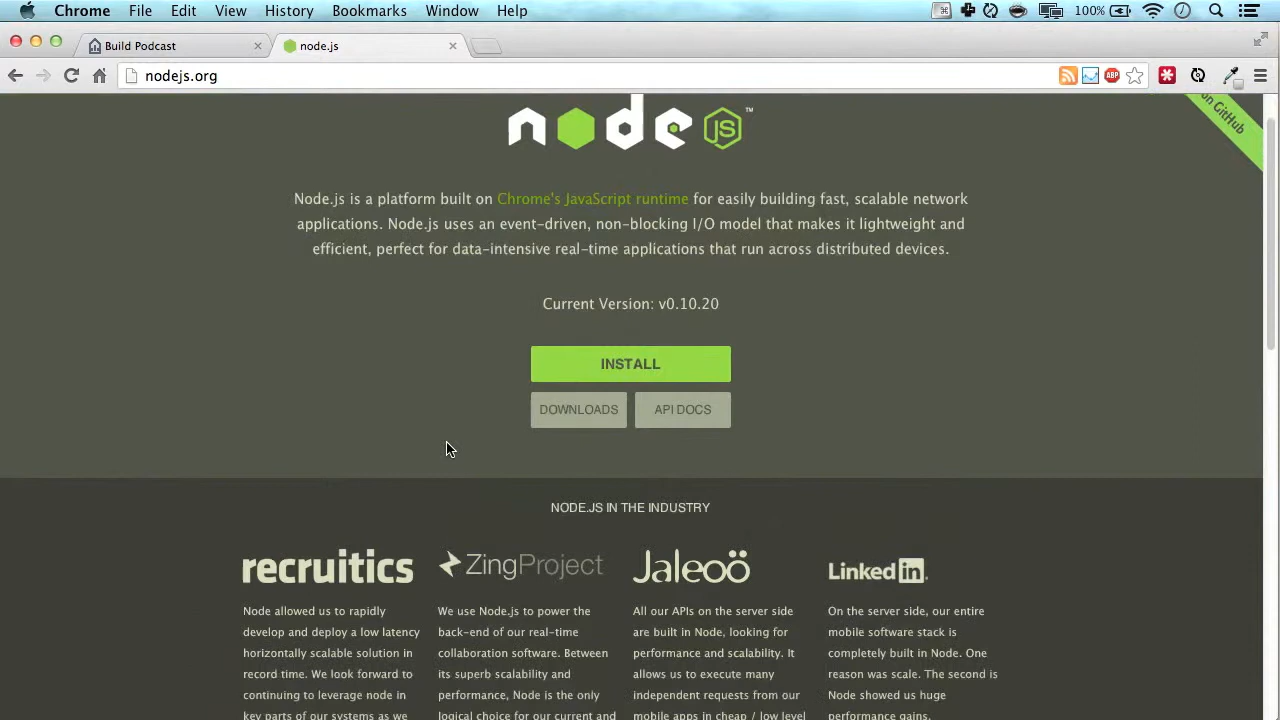 Chrome File Edit View History Bookmarks Window Help 100%
Build Podcast node.js
nodejs.org ABP
on GitHub
node JS ™
Node.js is a platform built on Chrome's JavaScript runtime for easily building fast, scalable network
applications. Node.js uses an event-driven, non-blocking I/O model that makes it lightweight and
efficient, perfect for data-intensive real-time applications that run across distributed devices.
Current Version: v0.10.20
INSTALL
DOWNLOADS API DOCS
NODE.JS IN THE INDUSTRY
recruitics
Node allowed us to rapidly
develop and deploy a low latency
horizontally scalable solution in
record time. We look forward to
continuing to leverage node in
key parts of our systems as we
ZingProject
We use Node.js to power the
back-end of our real-time
collaboration software. Between
its superb scalability and
performance, Node is the only
logical choice for our current and
Jaleoö
All our APIs on the server side
are built in Node, looking for
performance and scalability. It
allows us to execute many
independent requests from our
mobile apps in cheap / low level
Linked in
On the server side, our entire
mobile software stack is
completely built in Node. One
reason was scale. The second is
Node showed us huge
performance gains.